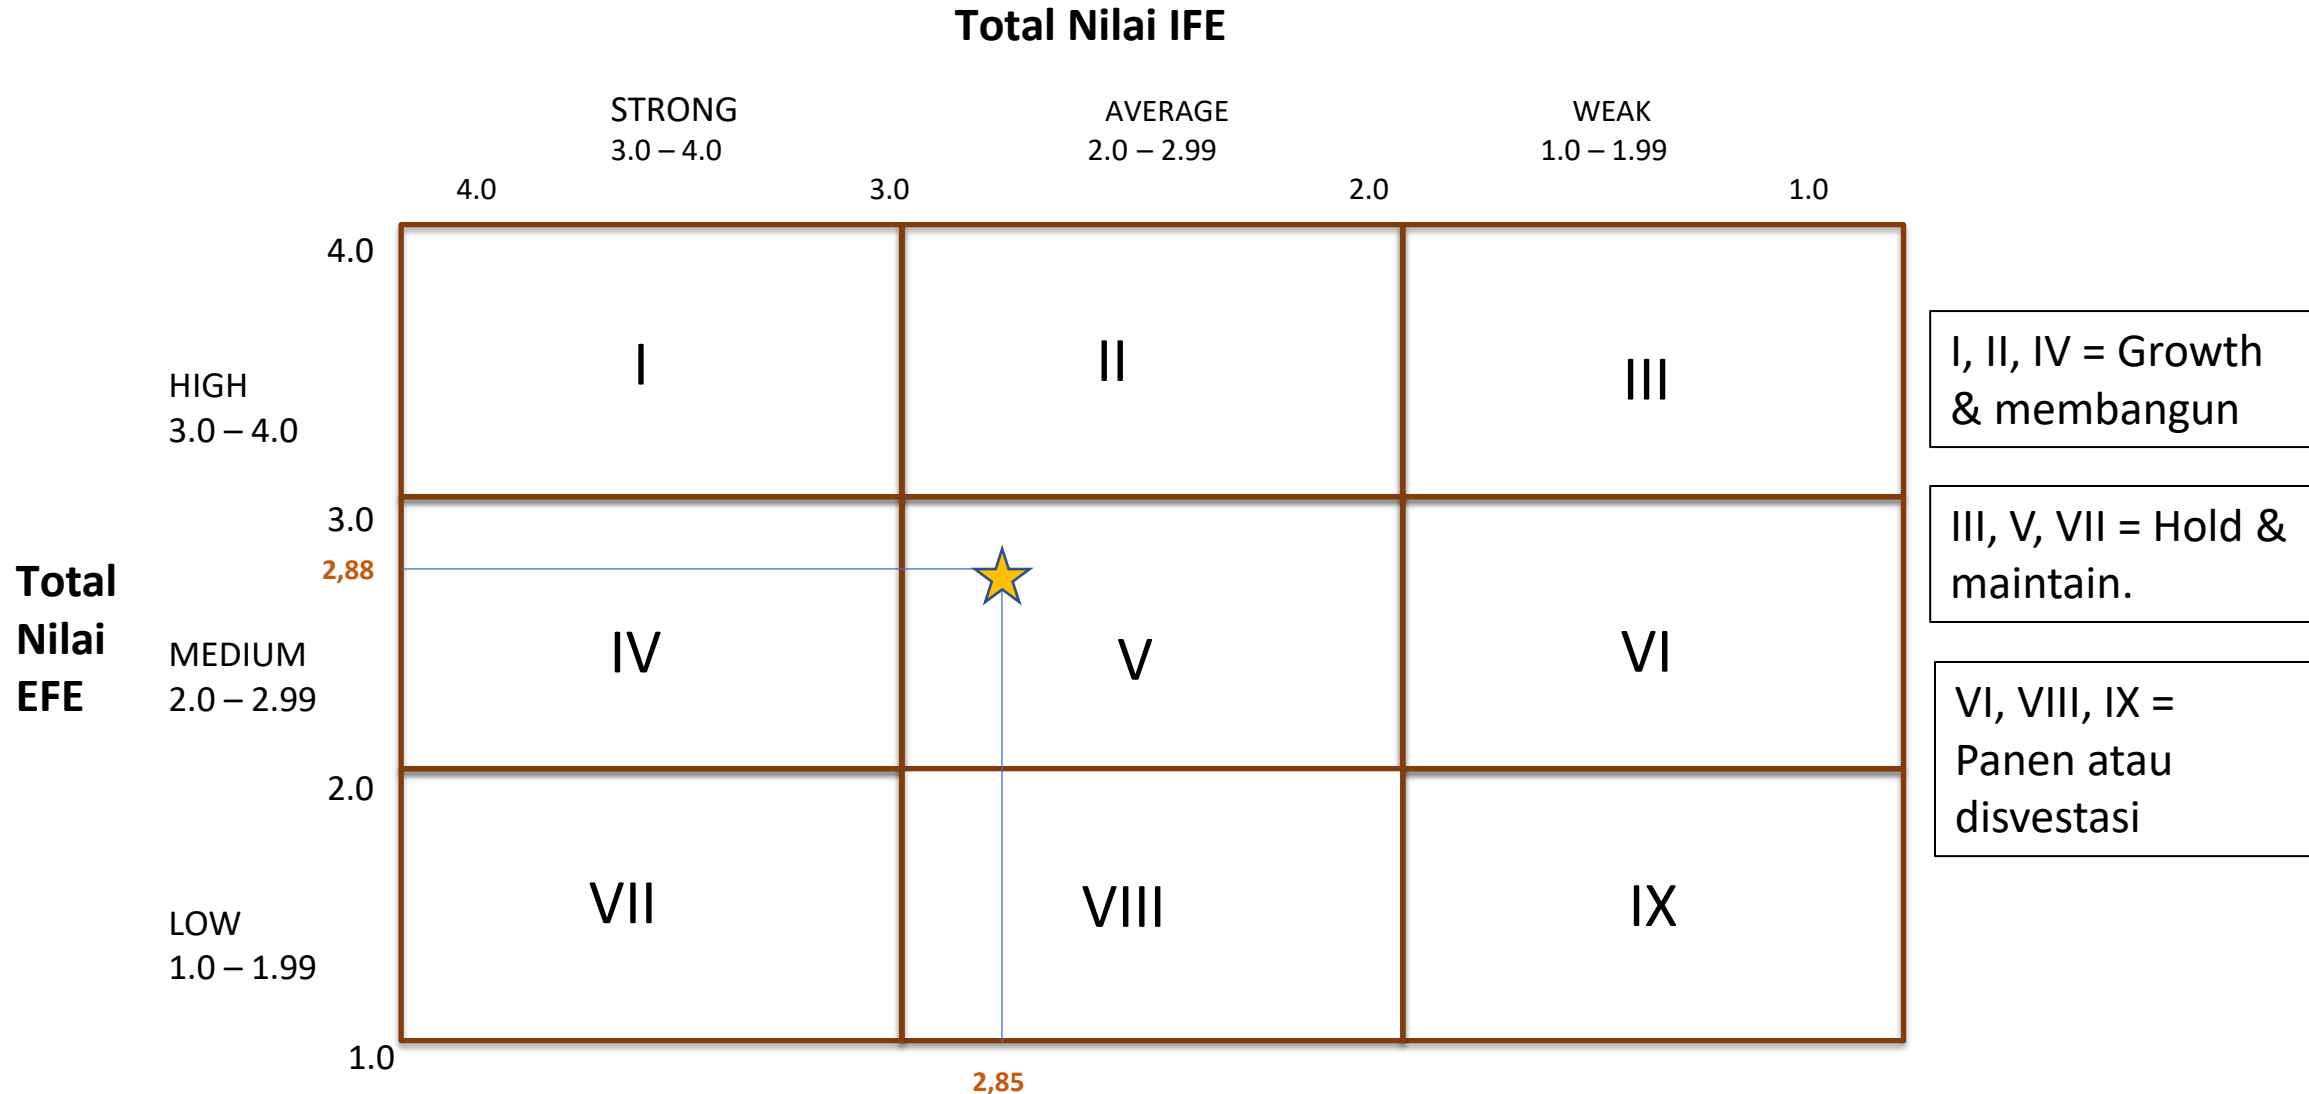 Total Nilai IFE
STRONG
3.0 – 4.0
AVERAGE
2.0 – 2.99
WEAK
1.0 – 1.99
4.0
3.0
2.0
1.0
4.0
HIGH
3.0 – 4.0
I
II
III
3.0
2,88
Total
Nilai
EFE
MEDIUM
2.0 – 2.99
IV
V
VI
2.0
LOW
1.0 – 1.99
VII
VIII
IX
1.0
2,85
I, II, IV = Growth
& membangun
III, V, VII = Hold &
maintain.
VI, VIII, IX =
Panen atau
disvestasi